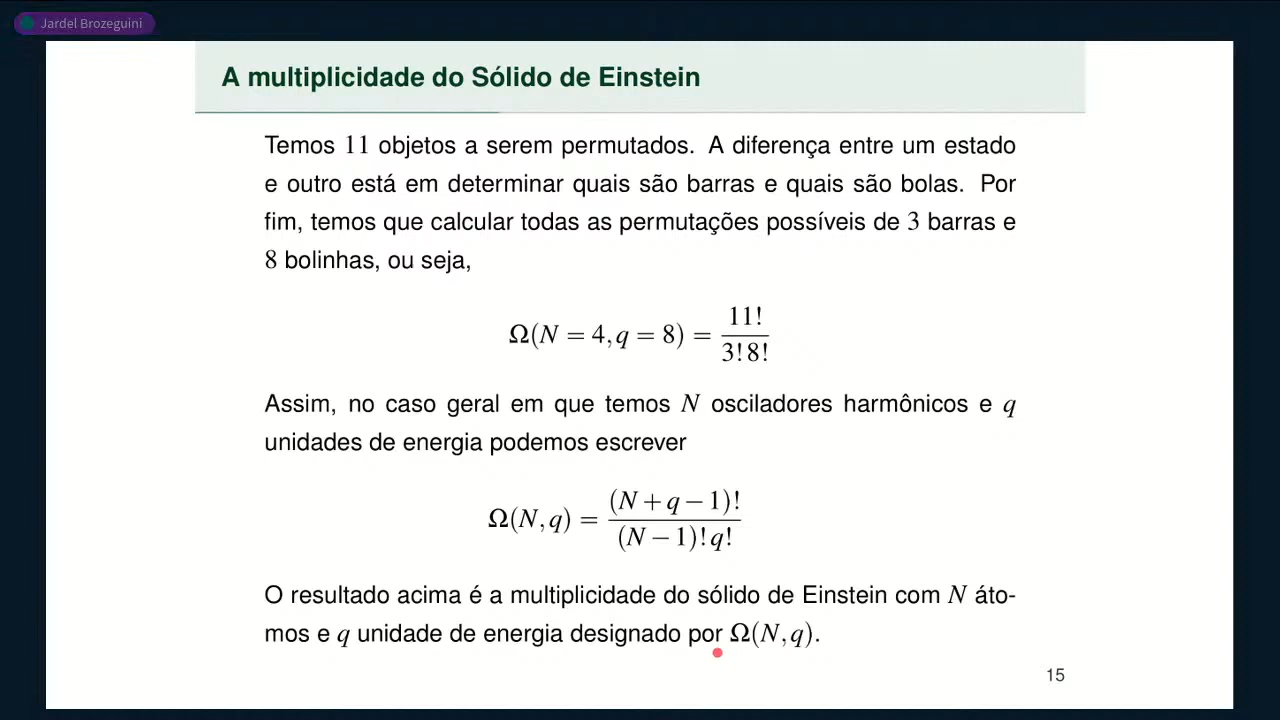 Jardel Brozeguini
A multiplicidade do Sólido de Einstein
Temos 11 objetos a serem permutados. A diferença entre um estado
e outro está em determinar quais são barras e quais são bolas. Por
fim, temos que calcular todas as permutações possíveis de 3 barras e
8 bolinhas, ou seja,
Ω(N = 4, q = 8) = 11! / 3! 8!
Assim, no caso geral em que temos N osciladores harmônicos e q
unidades de energia podemos escrever
Ω(N, q) = (N + q − 1)! / (N − 1)! q!
O resultado acima é a multiplicidade do sólido de Einstein com N áto-
mos e q unidade de energia designado por Ω(N, q).
15